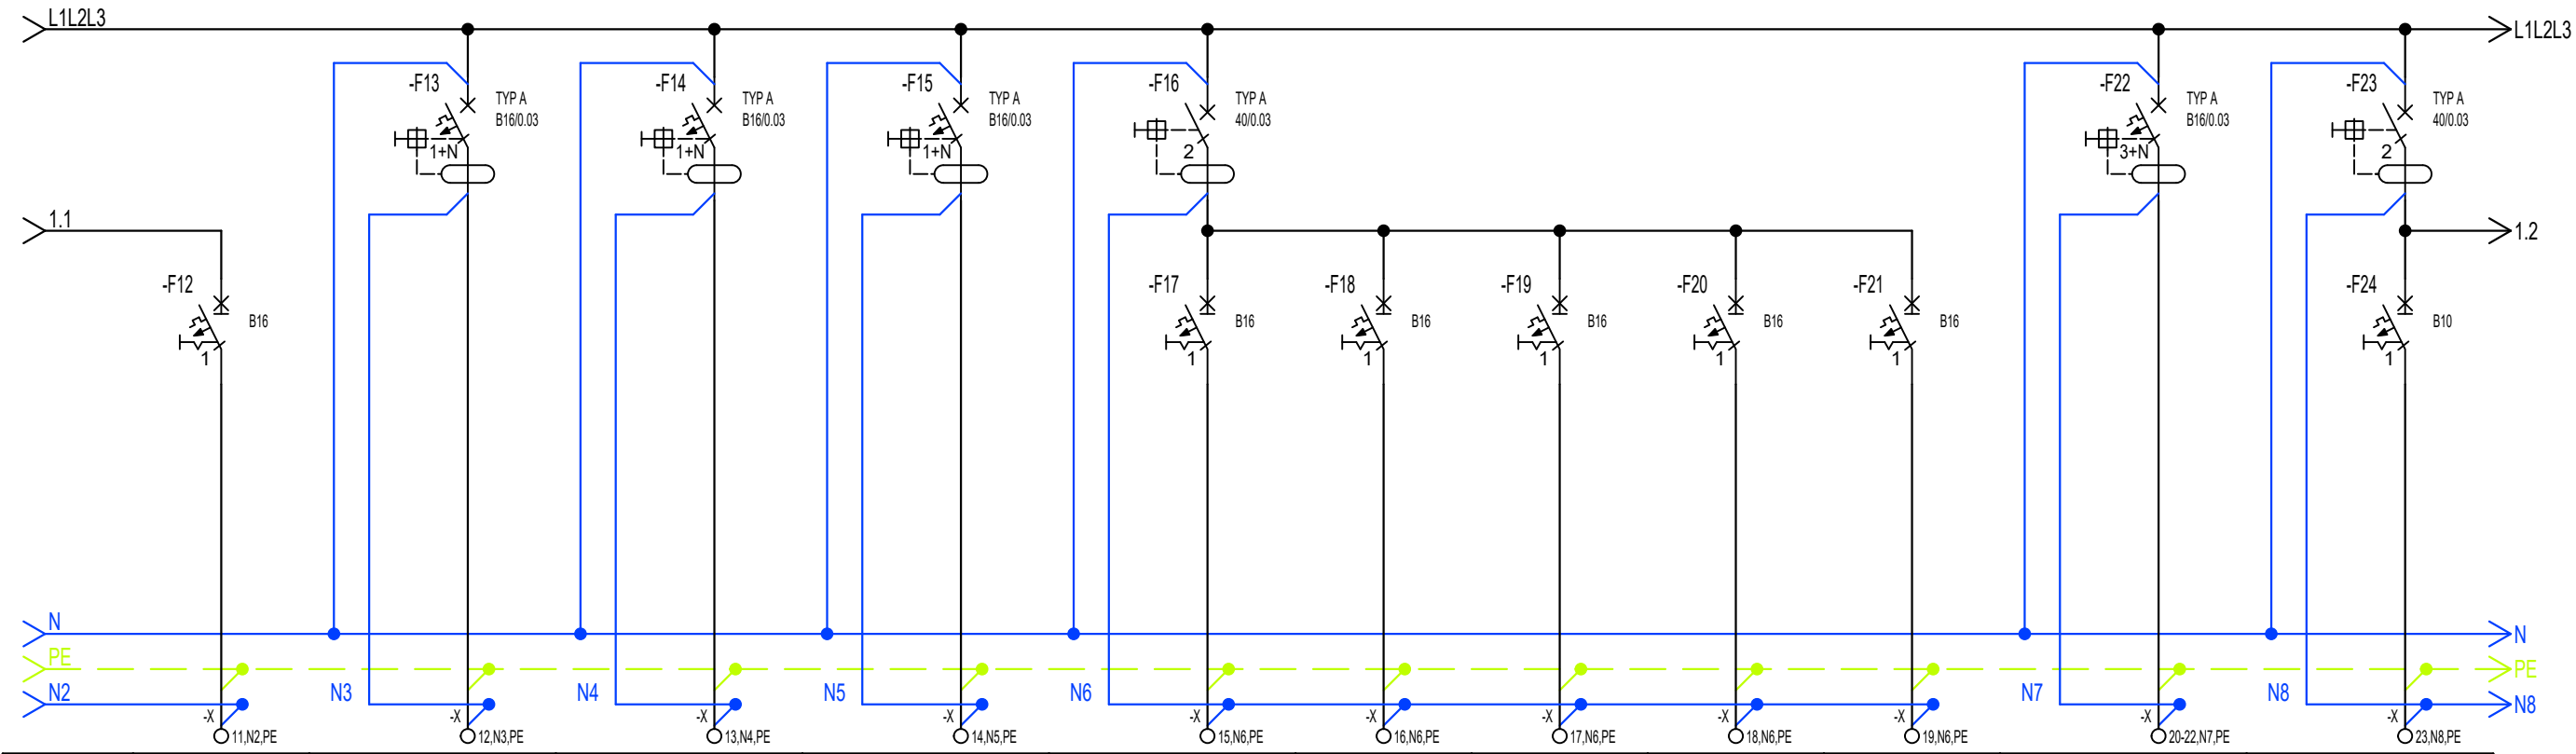 L1L2L3
L1L2L3
-F13
TYP A
B16/0.03
1+N
-F14
TYP A
B16/0.03
1+N
-F15
TYP A
B16/0.03
1+N
-F16
TYP A
40/0.03
2
-F22
TYP A
B16/0.03
3+N
-F23
TYP A
40/0.03
2
1.1
1.2
-F12
B16
1
-F17
B16
1
-F18
B16
1
-F19
B16
1
-F20
B16
1
-F21
B16
1
-F24
B10
1
N
N
PE
PE
N2
N3
N4
N5
N6
N7
N8
N8
-X
11,N2,PE
-X
12,N3,PE
-X
13,N4,PE
-X
14,N5,PE
-X
15,N6,PE
-X
16,N6,PE
-X
17,N6,PE
-X
18,N6,PE
-X
19,N6,PE
-X
20-22,N7,PE
-X
23,N8,PE